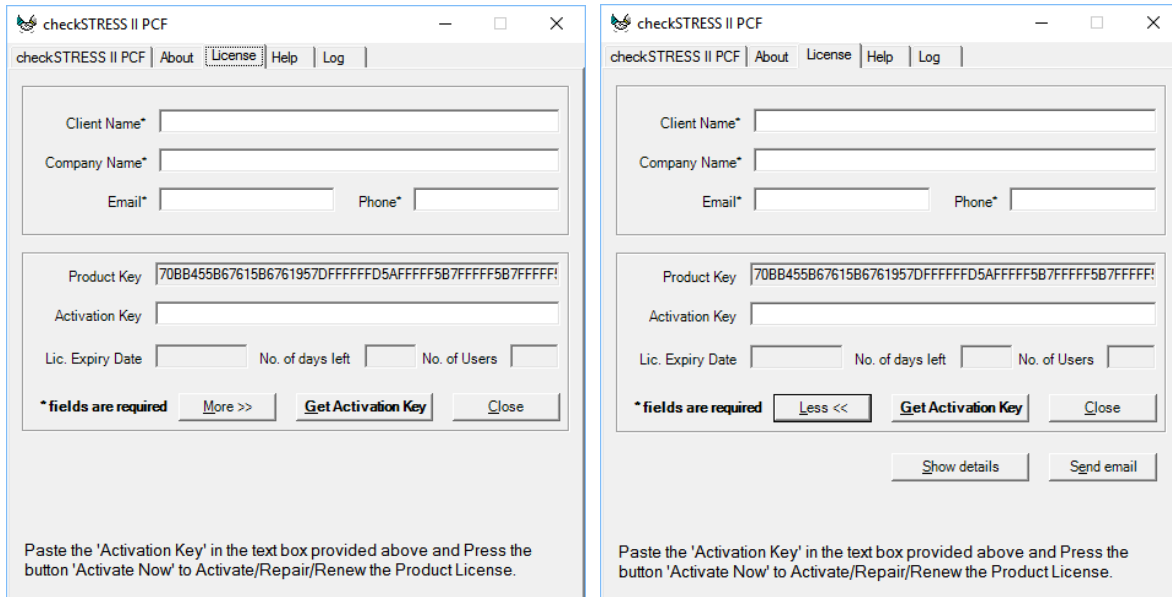 checkSTRESS II PCF
checkSTRESS II PCF About License Help Log
Client Name*
Company Name*
Email* Phone*
Product Key 70BB455B67615B6761957DFFFFFFD5AFFFFF5B7FFFFF5B7FFFFF5
Activation Key
Lic. Expiry Date No. of days left No. of Users
* fields are required More >> Get Activation Key Close
Paste the 'Activation Key' in the text box provided above and Press the
button 'Activate Now' to Activate/Repair/Renew the Product License.
checkSTRESS II PCF
checkSTRESS II PCF About License Help Log
Client Name*
Company Name*
Email* Phone*
Product Key 70BB455B67615B6761957DFFFFFFD5AFFFFF5B7FFFFF5B7FFFFF5
Activation Key
Lic. Expiry Date No. of days left No. of Users
* fields are required Less << Get Activation Key Close
Show details Send email
Paste the 'Activation Key' in the text box provided above and Press the
button 'Activate Now' to Activate/Repair/Renew the Product License.